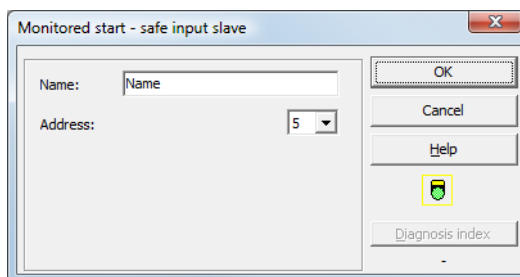 Monitored start - safe input slave
Name: Name
Address: 5
OK
Cancel
Help
Diagnosis index
-